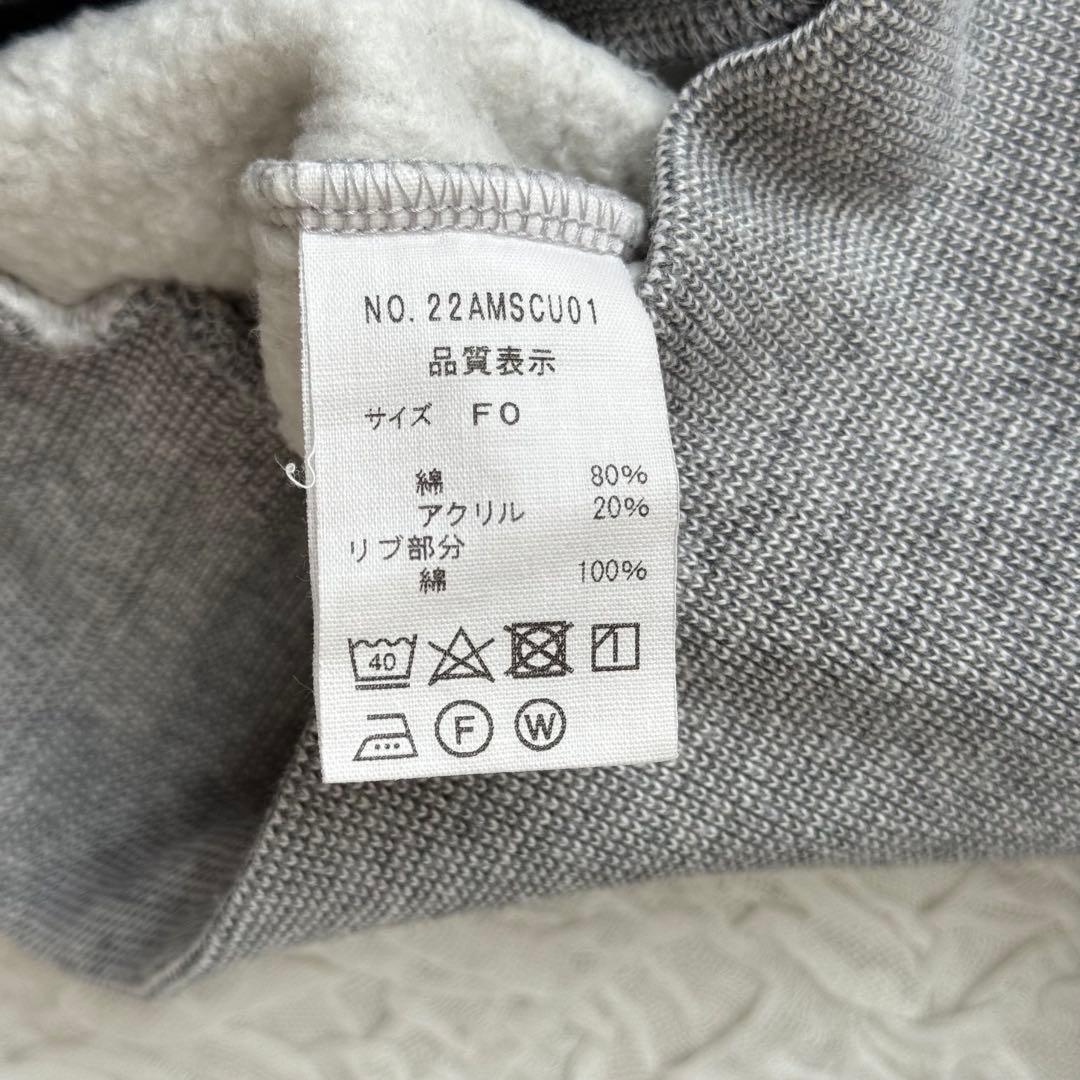 NO. 22AMSCU01
品質表示
サイズ FO
綿 80%
アクリル 20%
リブ部分
綿 100%
40
F W